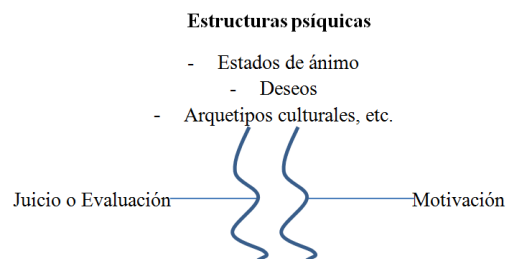 Estructuras psíquicas
- Estados de ánimo
- Deseos
- Arquetipos culturales, etc.
Juicio o Evaluación
Motivación